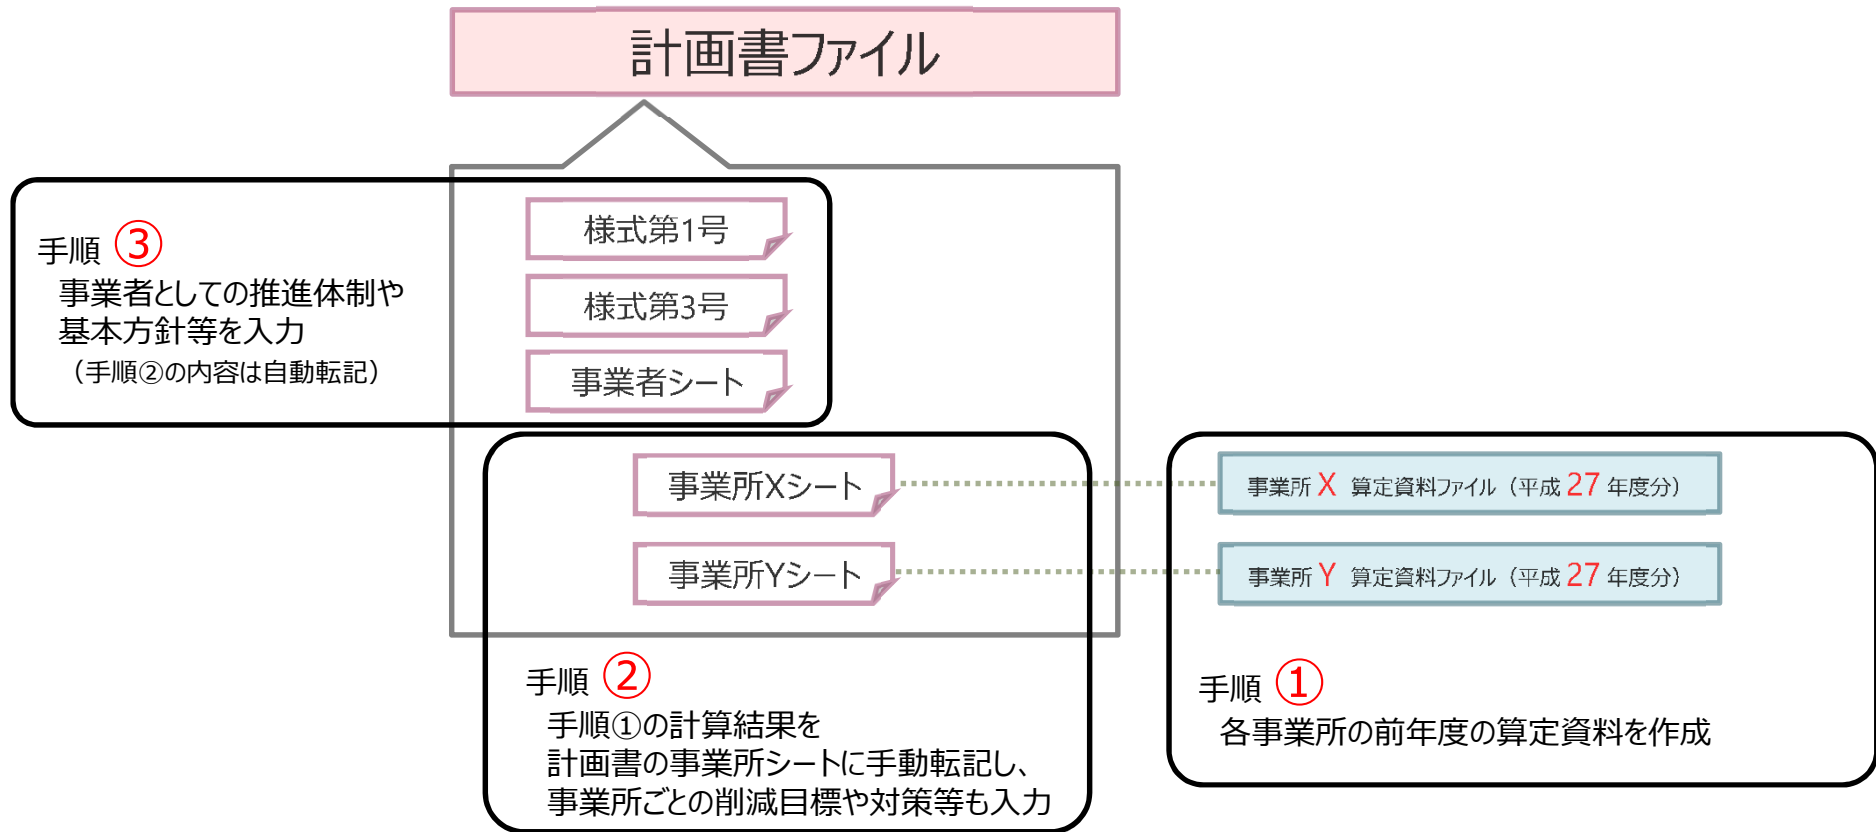 計画書ファイル
様式第1号
手順 ③
事業者としての推進体制や
基本方針等を入力
（手順②の内容は自動転記）
様式第3号
事業者シート
事業所Xシート
事業所 X 算定資料ファイル（平成 27 年度分）
事業所Yシート
事業所 Y 算定資料ファイル（平成 27 年度分）
手順 ②
手順①の計算結果を
計画書の事業所シートに手動転記し、
事業所ごとの削減目標や対策等も入力
手順 ①
各事業所の前年度の算定資料を作成